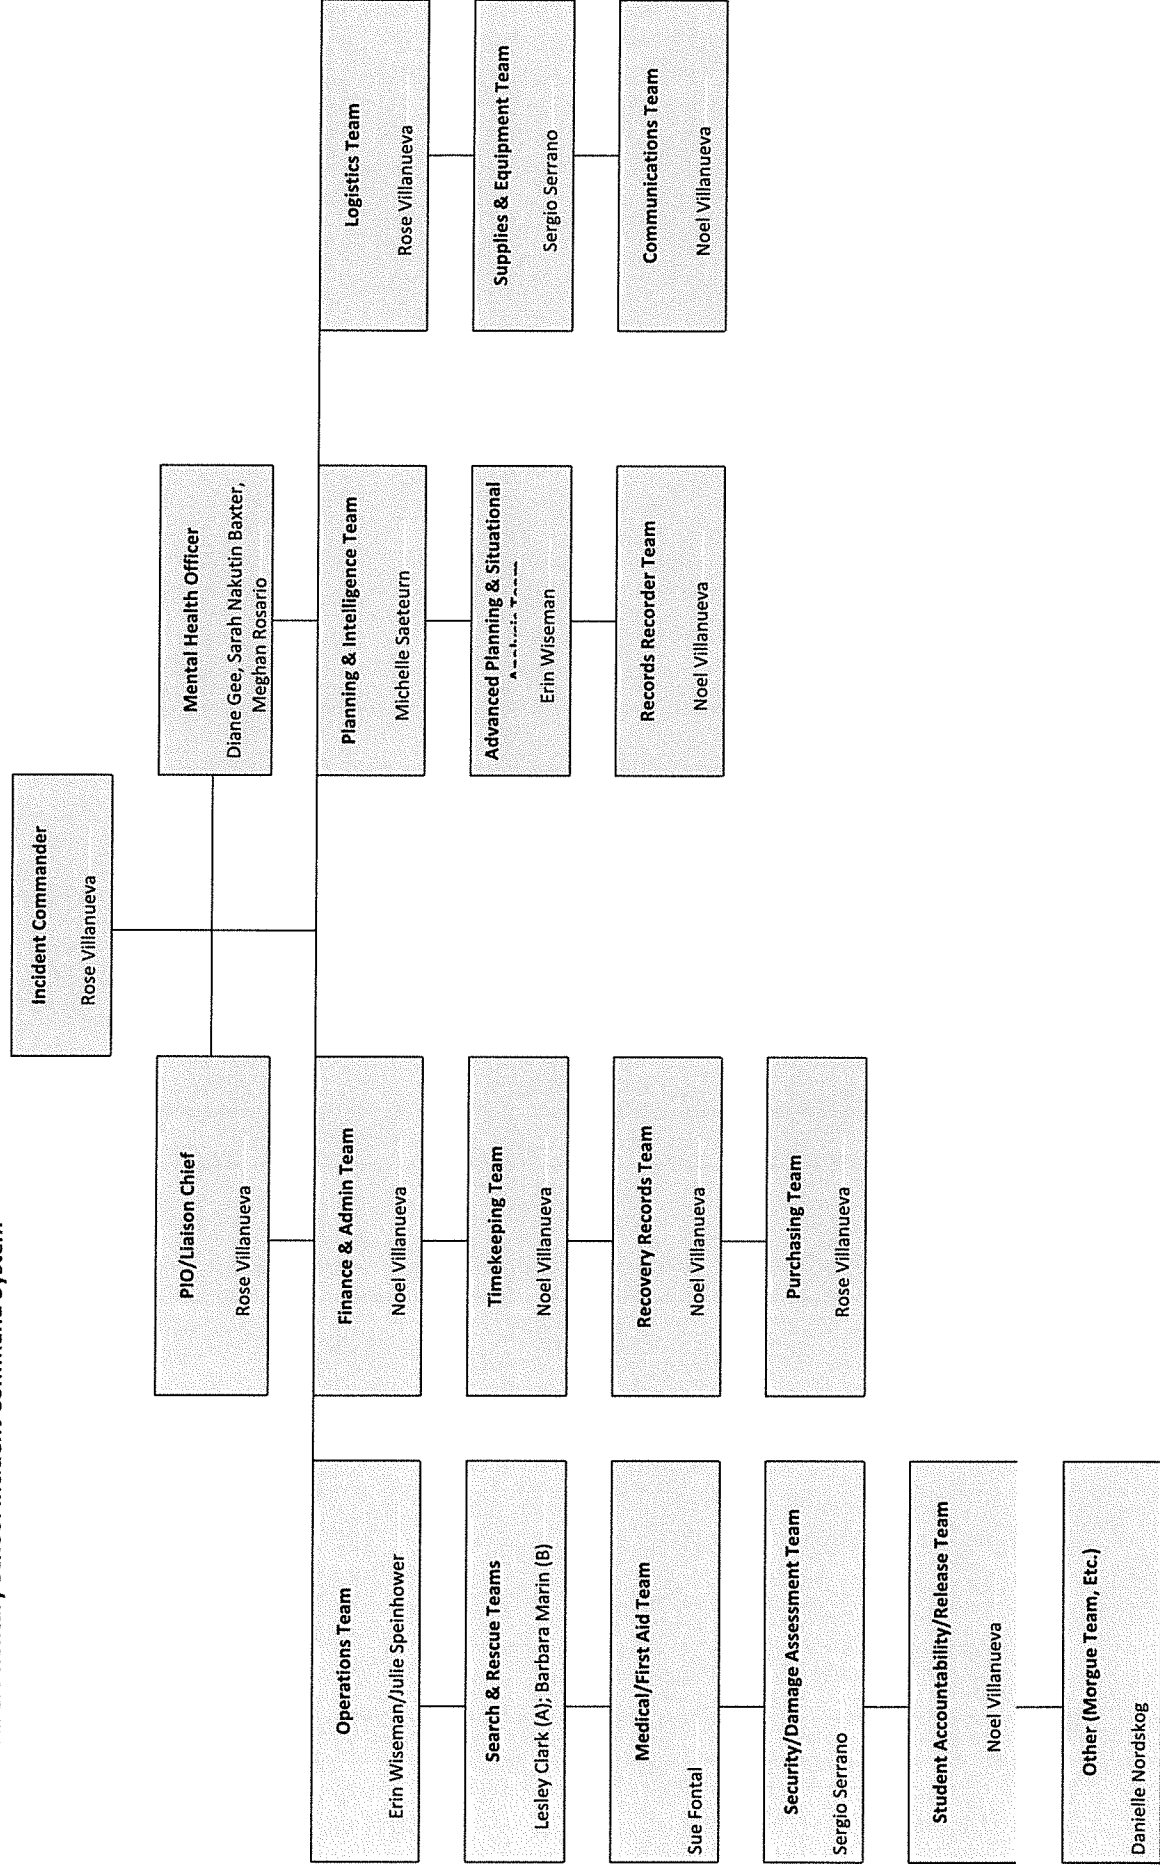 Incident Command System
Incident Commander
Rose Villanueva
PIO/Liaison Chief
Rose Villanueva
Mental Health Officer
Diane Gee, Sarah Nakutin Baxter,
Meghan Rosario
Operations Team
Erin Wiseman/Julie Speinhower
Search & Rescue Teams
Lesley Clark (A); Barbara Marin (B)
Medical/First Aid Team
Sue Fontal
Security/Damage Assessment Team
Sergio Serrano
Student Accountability/Release Team
Noel Villanueva
Other (Morgue Team, Etc.)
Danielle Nordskog
Finance & Admin Team
Noel Villanueva
Timekeeping Team
Noel Villanueva
Recovery Records Team
Noel Villanueva
Purchasing Team
Rose Villanueva
Planning & Intelligence Team
Michelle Saeteurn
Advanced Planning & Situational
Analysis Team
Erin Wiseman
Records Recorder Team
Noel Villanueva
Logistics Team
Rose Villanueva
Supplies & Equipment Team
Sergio Serrano
Communications Team
Noel Villanueva